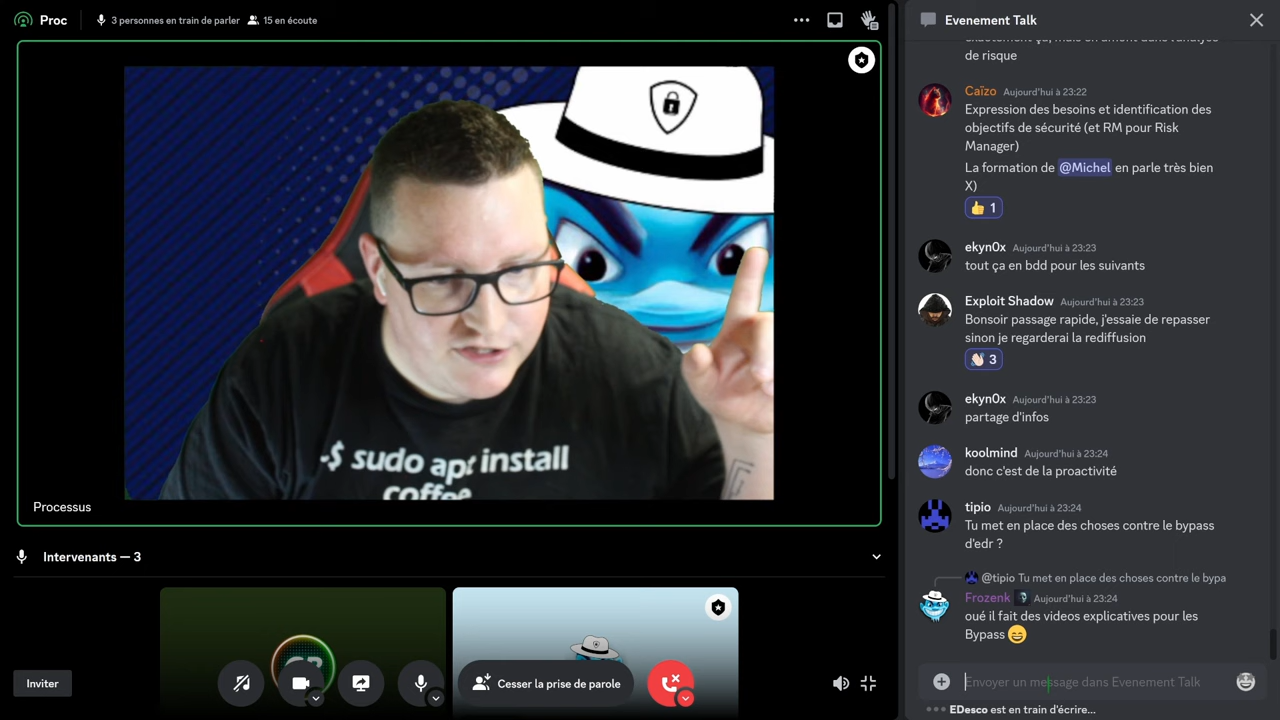 Proc
3 personnes en train de parler
15 en écoute
Evenement Talk
de risque
Caïzo Aujourd'hui à 23:22
Expression des besoins et identification des
objectifs de sécurité (et RM pour Risk
Manager)
La formation de @Michel en parle très bien
X)
1
ekyn0x Aujourd'hui à 23:23
tout ça en bdd pour les suivants
Exploit Shadow Aujourd'hui à 23:23
Bonsoir passage rapide, j'essaie de repasser
sinon je regarderai la rediffusion
3
ekyn0x Aujourd'hui à 23:23
partage d'infos
koolmind Aujourd'hui à 23:24
donc c'est de la proactivité
tipio Aujourd'hui à 23:24
Tu met en place des choses contre le bypass
d'edr ?
@tipio Tu met en place des choses contre le bypa
Frozenk Aujourd'hui à 23:24
oué il fait des videos explicatives pour les
Bypass
Envoyer un message dans Evenement Talk
EDesco est en train d'écrire...
~$ sudo apt install
coffee
Processus
Intervenants — 3
Inviter
Cesser la prise de parole